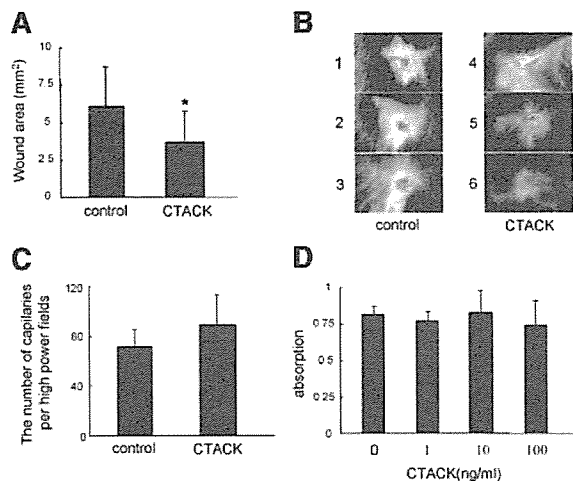 A
Wound area (mm²)
10
7.5
5
2.5
0
*
control
CTACK
B
1
2
3
4
5
6
control
CTACK
C
The number of capilanes
per high power fields
120
60
0
control
CTACK
D
absorption
1
0.75
0 5
0 25
0
0
1
10
100
CTACK(ng/ml)